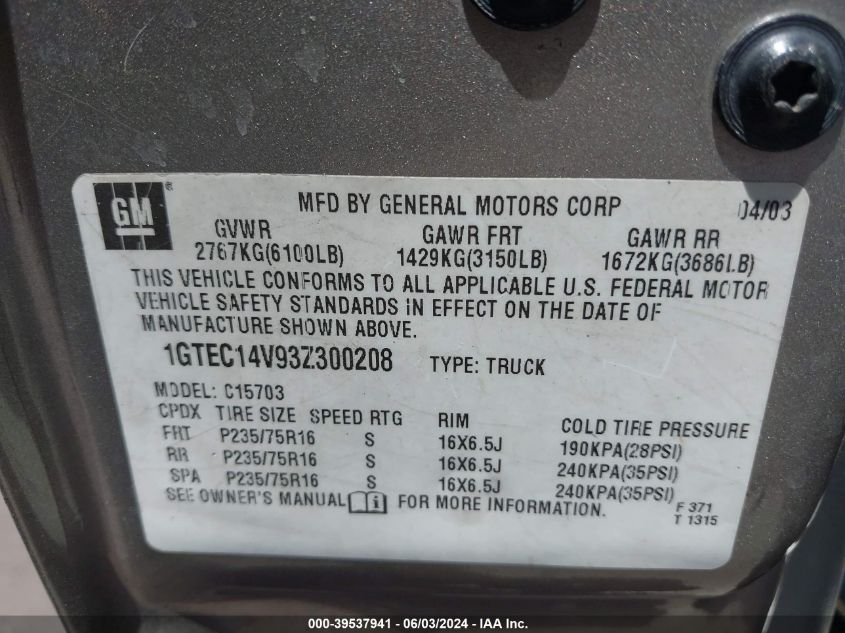 GM ® MFD BY GENERAL MOTORS CORP 04/03
GVWR GAWR FRT GAWR RR
2767KG(6100LB) 1429KG(3150LB) 1672KG(3686LB)
THIS VEHICLE CONFORMS TO ALL APPLICABLE U.S. FEDERAL MOTOR
VEHICLE SAFETY STANDARDS IN EFFECT ON THE DATE OF
MANUFACTURE SHOWN ABOVE.
1GTEC14V93Z300208 TYPE: TRUCK
MODEL: C15703
CPDX TIRE SIZE SPEED RTG RIM COLD TIRE PRESSURE
FRT P235/75R16 S 16X6.5J 190KPA(28PSI)
RR P235/75R16 S 16X6.5J 240KPA(35PSI)
SPA P235/75R16 S 16X6.5J 240KPA(35PSI)
SEE OWNER'S MANUAL i FOR MORE INFORMATION.
F 371
T 1315
000-39537941 - 06/03/2024 - IAA Inc.